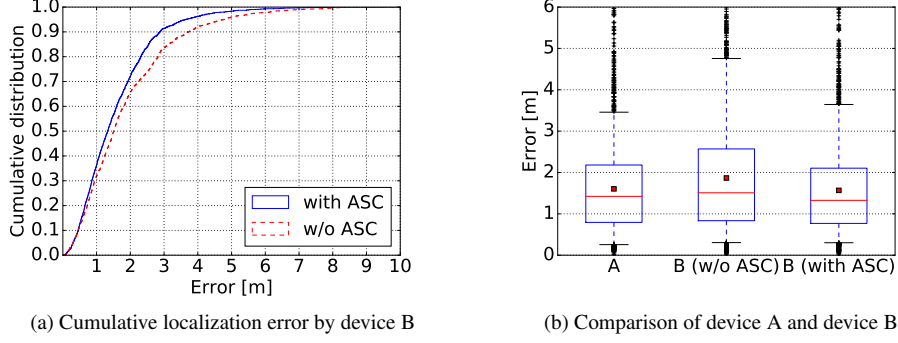 1.0
0.9
0.8
0.7
0.6
0.5
0.4
0.3
0.2
0.1
0.0
Cumulative distribution
with ASC
w/o ASC
1 2 3 4 5 6 7 8 9 10
Error [m]
(a) Cumulative localization error by device B
6
5
4
3
2
1
0
Error [m]
A B (w/o ASC) B (with ASC)
(b) Comparison of device A and device B